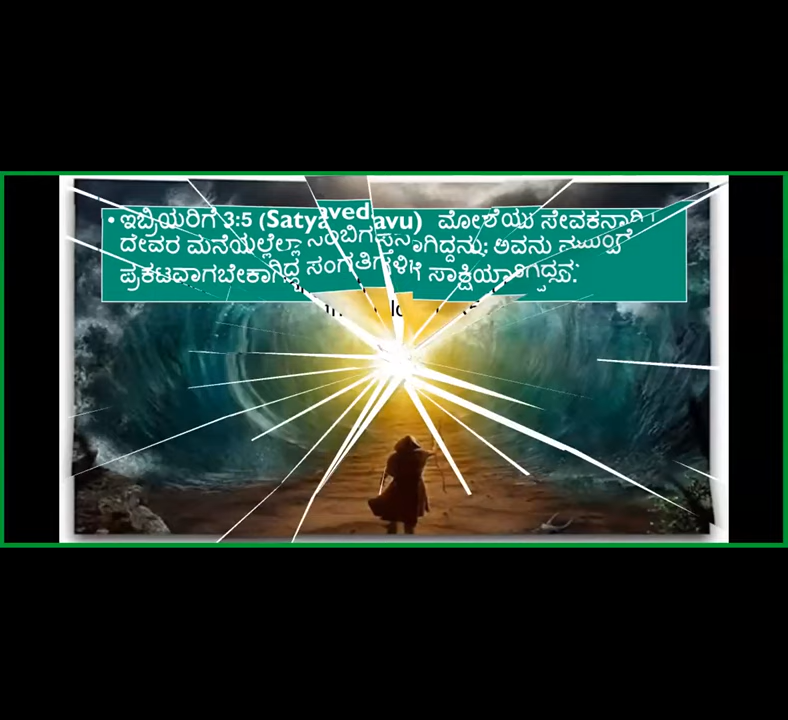 • ಇಬ್ರಿಯರಿಗೆ 3:5 (Satyavedavu) ಮೋಶೆಯು ಸೇವಕನಾಗಿ
ದೇವರ ಮನೆಯಲ್ಲೆಲ್ಲಾ ನಂಬಿಗಸ್ತನಾಗಿದ್ದನು; ಅವನು ಮುಂದೆ
ಪ್ರಕಟವಾಗಬೇಕಾಗಿದ್ದ ಸಂಗತಿಗಳಿಗೆ ಸಾಕ್ಷಿಯಾಗಿದ್ದನು.